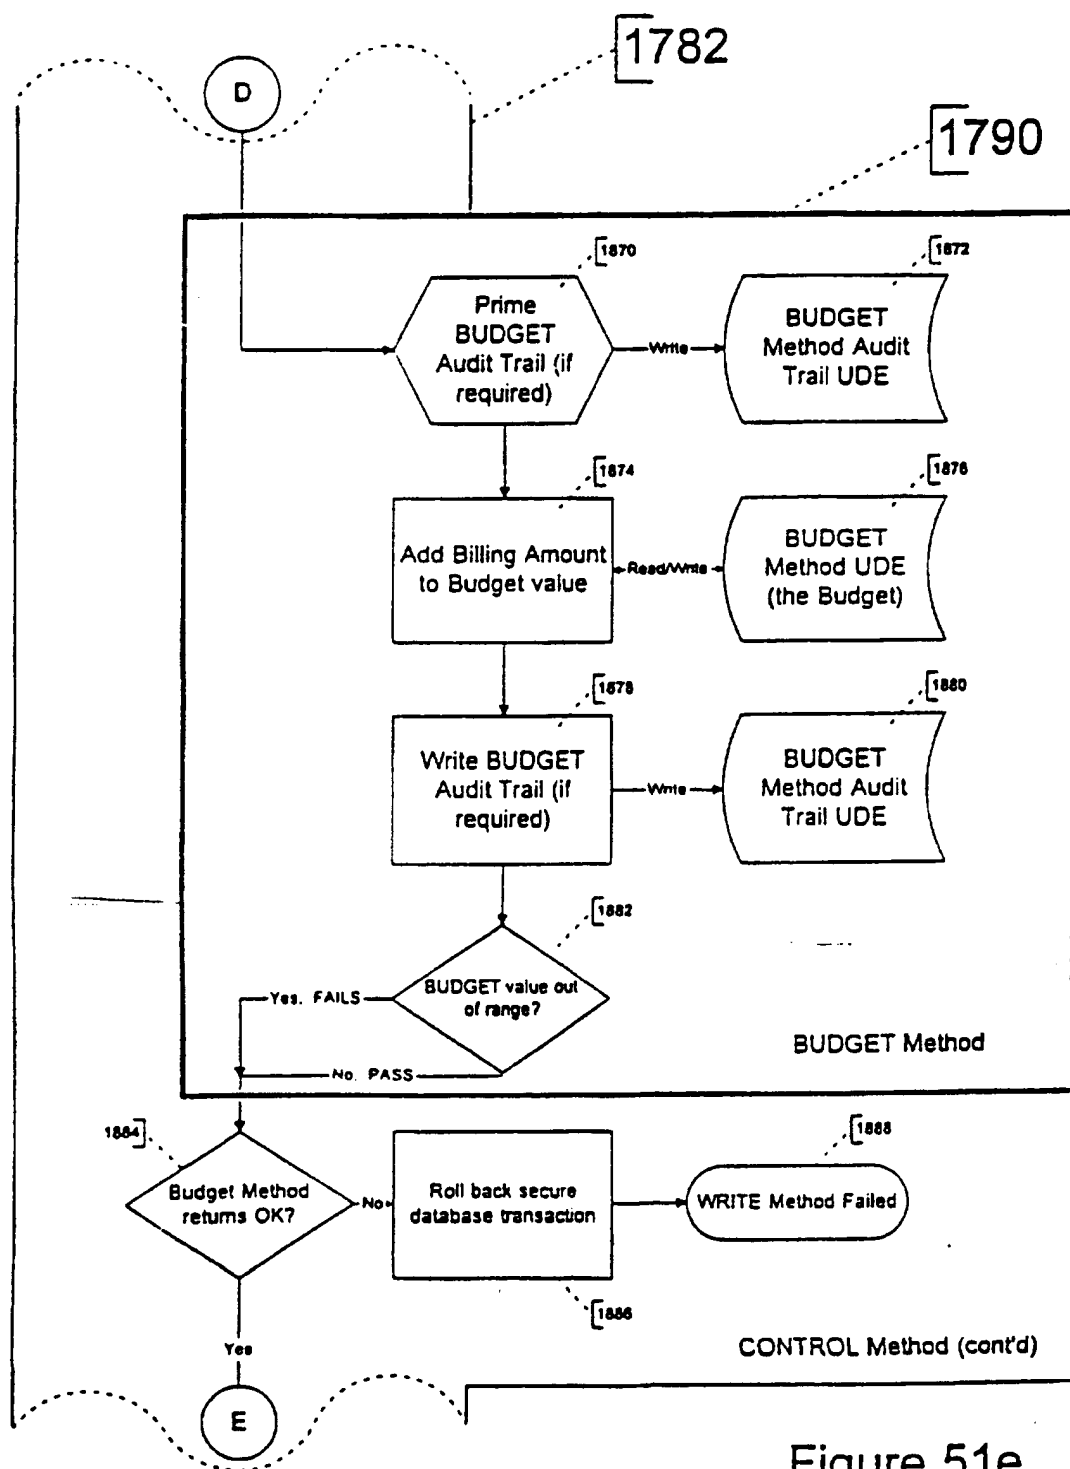 1782
D
1790
1870
Prime
BUDGET
Audit Trail (if
required)
Write
1872
BUDGET
Method Audit
Trail UDE
1874
Add Billing Amount
to Budget value
Read/Write
1876
BUDGET
Method UDE
(the Budget)
1878
Write BUDGET
Audit Trail (if
required)
Write
1880
BUDGET
Method Audit
Trail UDE
1882
BUDGET value out
of range?
Yes, FAILS
No, PASS
BUDGET Method
1884
Budget Method
returns OK?
No
Roll back secure
database transaction
1886
1888
WRITE Method Failed
Yes
CONTROL Method (cont'd)
E
Figure 51e